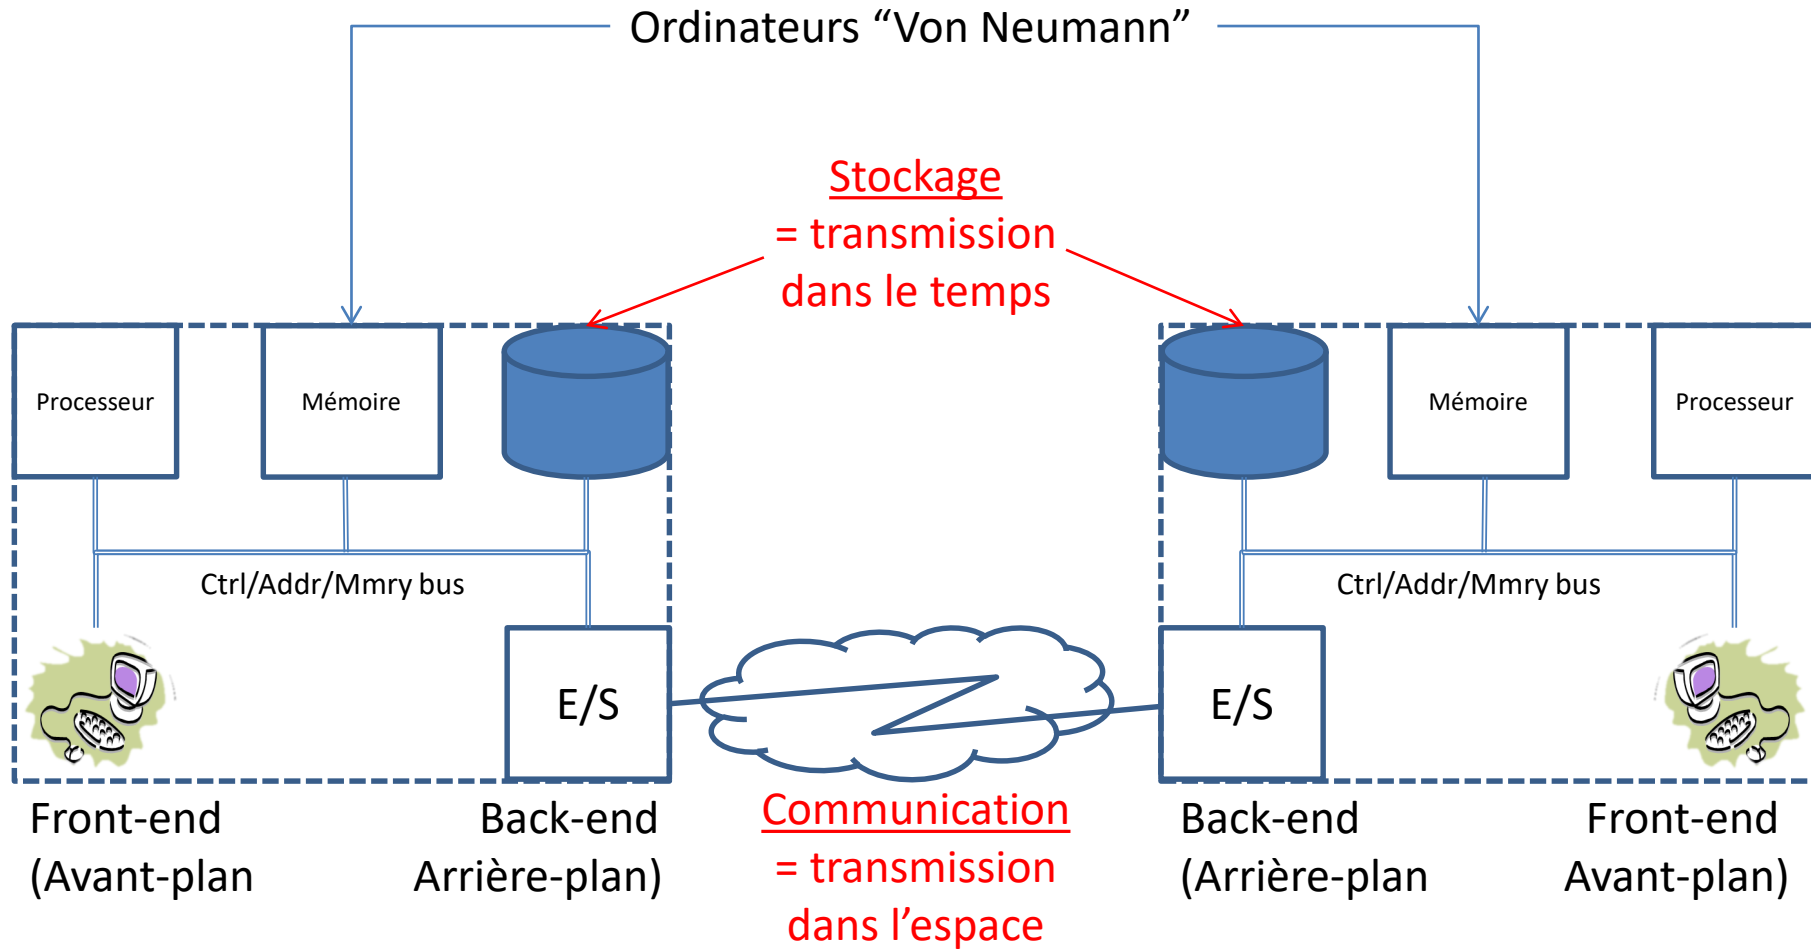 Ordinateurs “Von Neumann”
Stockage
= transmission
dans le temps
Processeur
Mémoire
Mémoire
Processeur
Ctrl/Addr/Mmry bus
Ctrl/Addr/Mmry bus
E/S
E/S
Front-end
(Avant-plan
Back-end
Arrière-plan)
Communication
= transmission
dans l’espace
Back-end
(Arrière-plan
Front-end
Avant-plan)